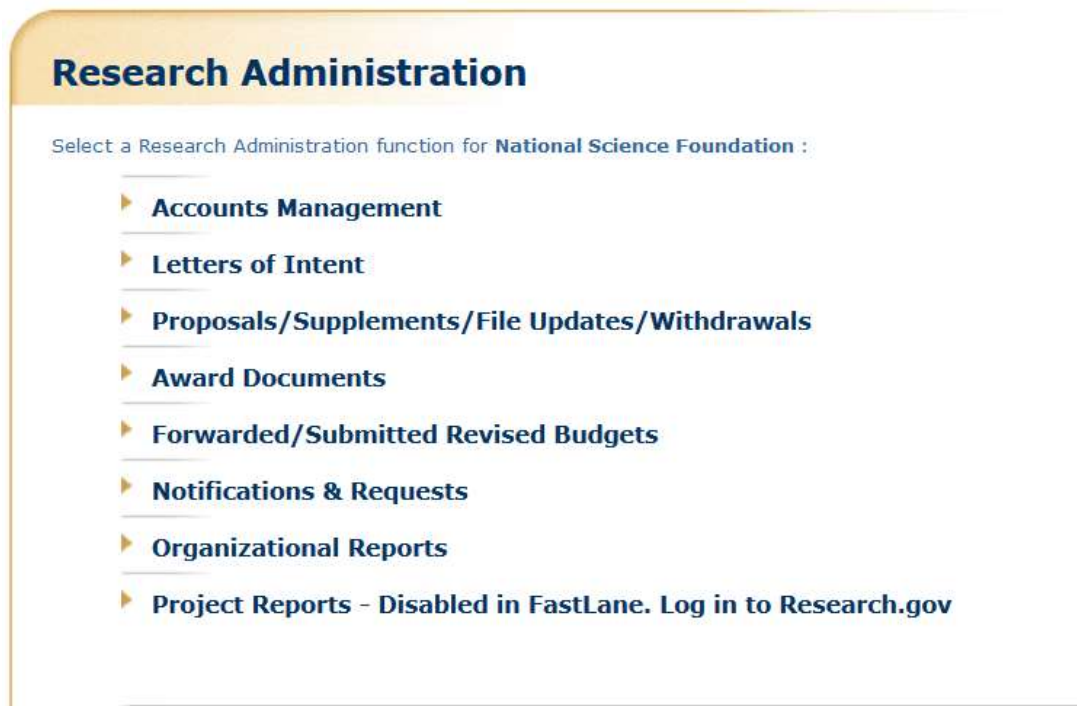 Research Administration
Select a Research Administration function for National Science Foundation :
Accounts Management
Letters of Intent
Proposals/Supplements/File Updates/Withdrawals
Award Documents
Forwarded/Submitted Revised Budgets
Notifications & Requests
Organizational Reports
Project Reports - Disabled in FastLane. Log in to Research.gov